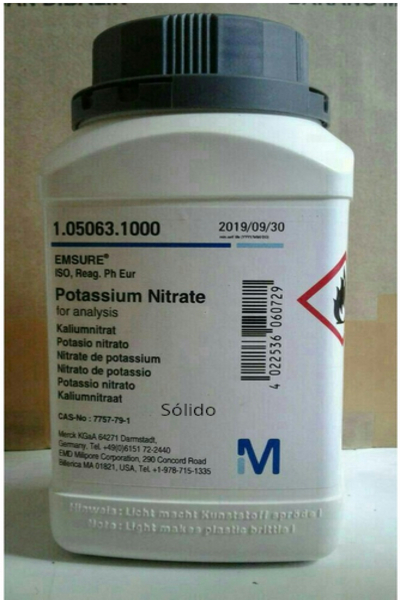 1.05063.1000
2019/09/30
EMSURE®
ISO, Reag. Ph Eur
Potassium Nitrate
for analysis
Kaliumnitrat
Potasio nitrato
Nitrate de potassium
Nitrato de potassio
Potassio nitrato
Kaliumnitraat
CAS-No : 7757-79-1
4 022536 060729
Sólido
Merck KGaA 64271 Darmstadt,
Germany, Tel. +49(0)6151 72-2440
EMD Millipore Corporation, 290 Concord Road
Billerica MA 01821, USA, Tel. +1-978-715-1335
M
Hinweis: Licht macht Kunststoff spröde!
Note: Light makes plastic brittle!